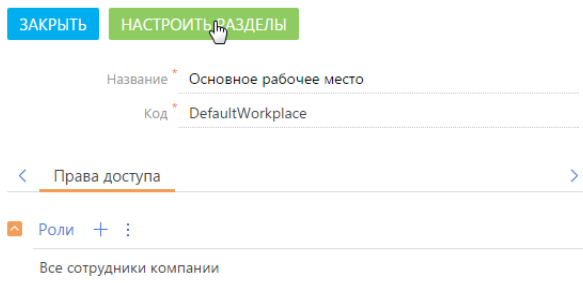 ЗАКРЫТЬ НАСТРОИТЬ РАЗДЕЛЫ
Название * Основное рабочее место
Код * DefaultWorkplace
Права доступа
Роли
Все сотрудники компании